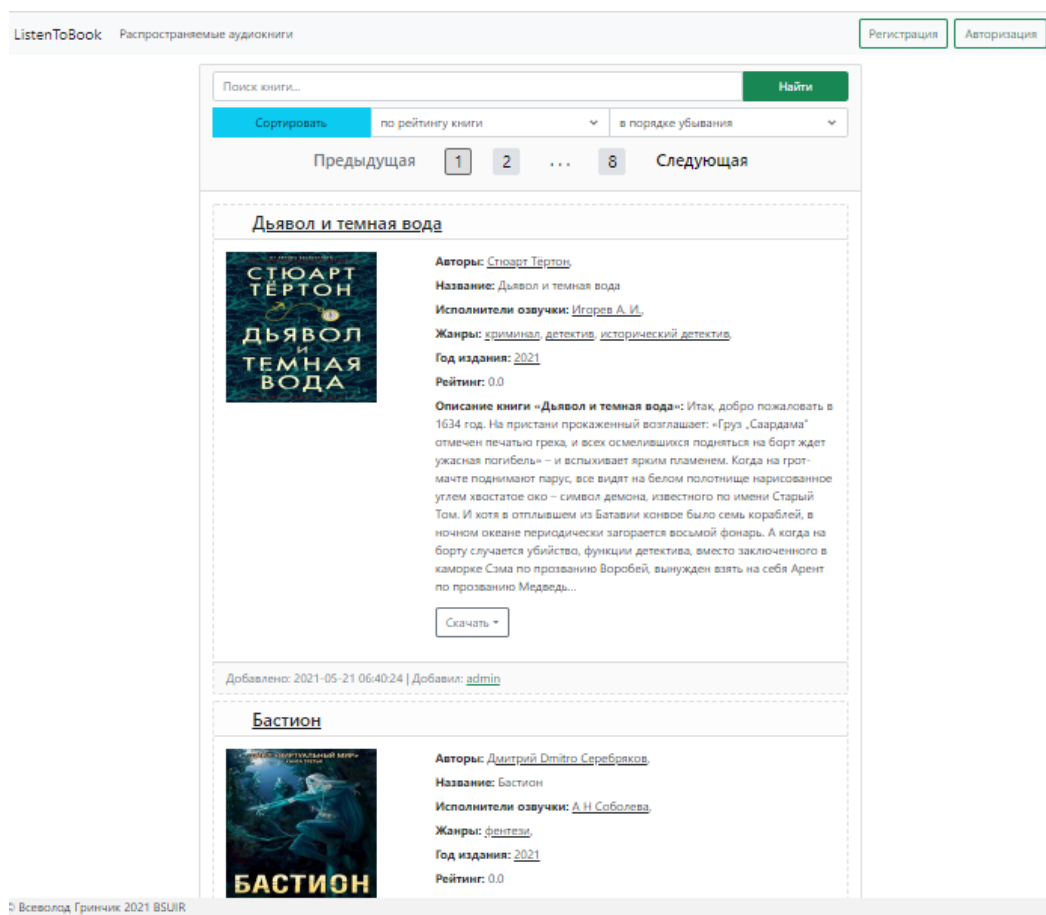 ListenToBook Распространяемые аудиокниги Регистрация Авторизация
Поиск книги... Найти
Сортировать по рейтингу книги в порядке убывания
Предыдущая 1 2 ... 8 Следующая
Дьявол и темная вода
СТЮАРТ
ТЁРТОН
ДЬЯВОЛ
И
ТЕМНАЯ
ВОДА
Авторы: Стюарт Тёртон,
Название: Дьявол и темная вода
Исполнители озвучки: Игорев А. И.,
Жанры: криминал, детектив, исторический детектив,
Год издания: 2021
Рейтинг: 0.0
Описание книги «Дьявол и темная вода»: Итак, добро пожаловать в
1634 год. На пристани прокаженный возглашает: «Груз „Саардама"
отмечен печатью греха, и всех осмелившихся подняться на борт ждет
ужасная погибель» – и вспыхивает ярким пламенем. Когда на грот-
мачте поднимают парус, все видят на белом полотнище нарисованное
углем хвостатое око – символ демона, известного по имени Старый
Том. И хотя в отплывшем из Батавии конвое было семь кораблей, в
ночном океане периодически загорается восьмой фонарь. А когда на
борту случается убийство, функции детектива, вместо заключенного в
каморке Сэма по прозванию Воробей, вынужден взять на себя Арент
по прозванию Медведь...
Скачать
Добавлено: 2021-05-21 06:40:24 | Добавил: admin
Бастион
БАСТИОН
Авторы: Дмитрий Dmitro Серебряков,
Название: Бастион
Исполнители озвучки: А Н Соболева,
Жанры: фентези,
Год издания: 2021
Рейтинг: 0.0
© Всеволод Гринчик 2021 BSUIR